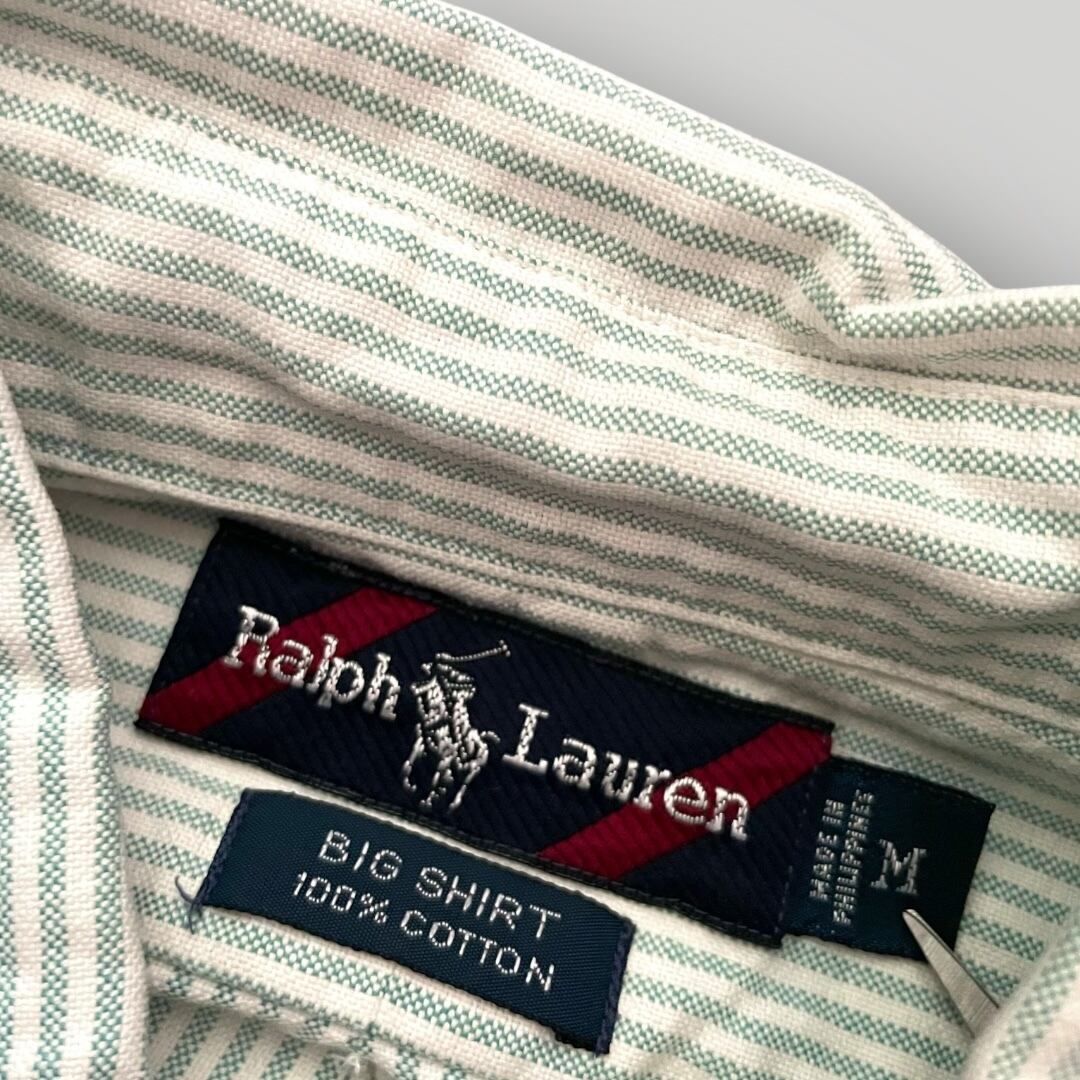 Ralph Lauren
MADE IN
PHILIPPINES
M
BIG SHIRT
100% COTTON